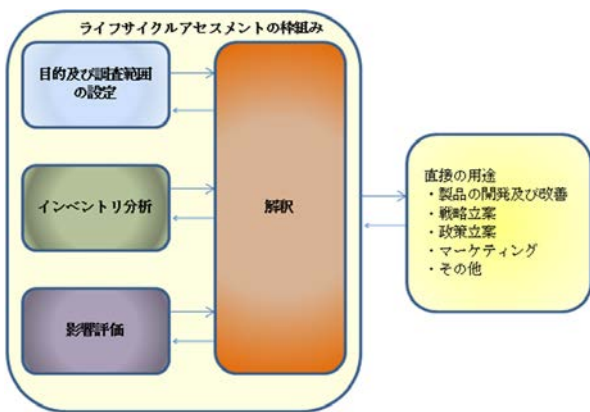 ライフサイクルアセスメントの枠組み
目的及び調査範囲
の設定
インベントリ分析
影響評価
解釈
直接の用途
・製品の開発及び改善
・戦略立案
・政策立案
・マーケティング
・その他